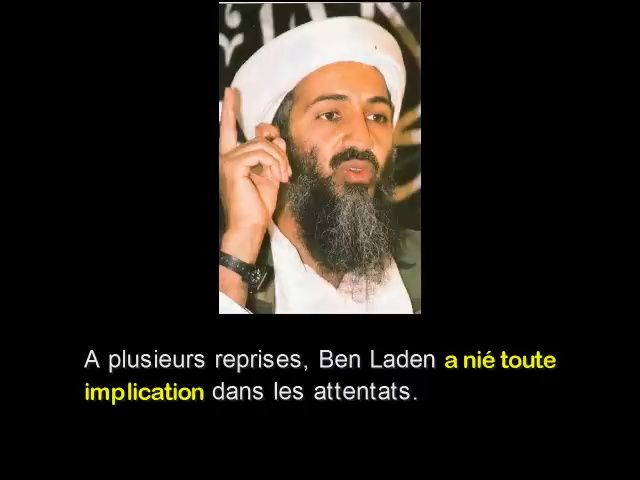 A plusieurs reprises, Ben Laden a nié toute
implication dans les attentats.